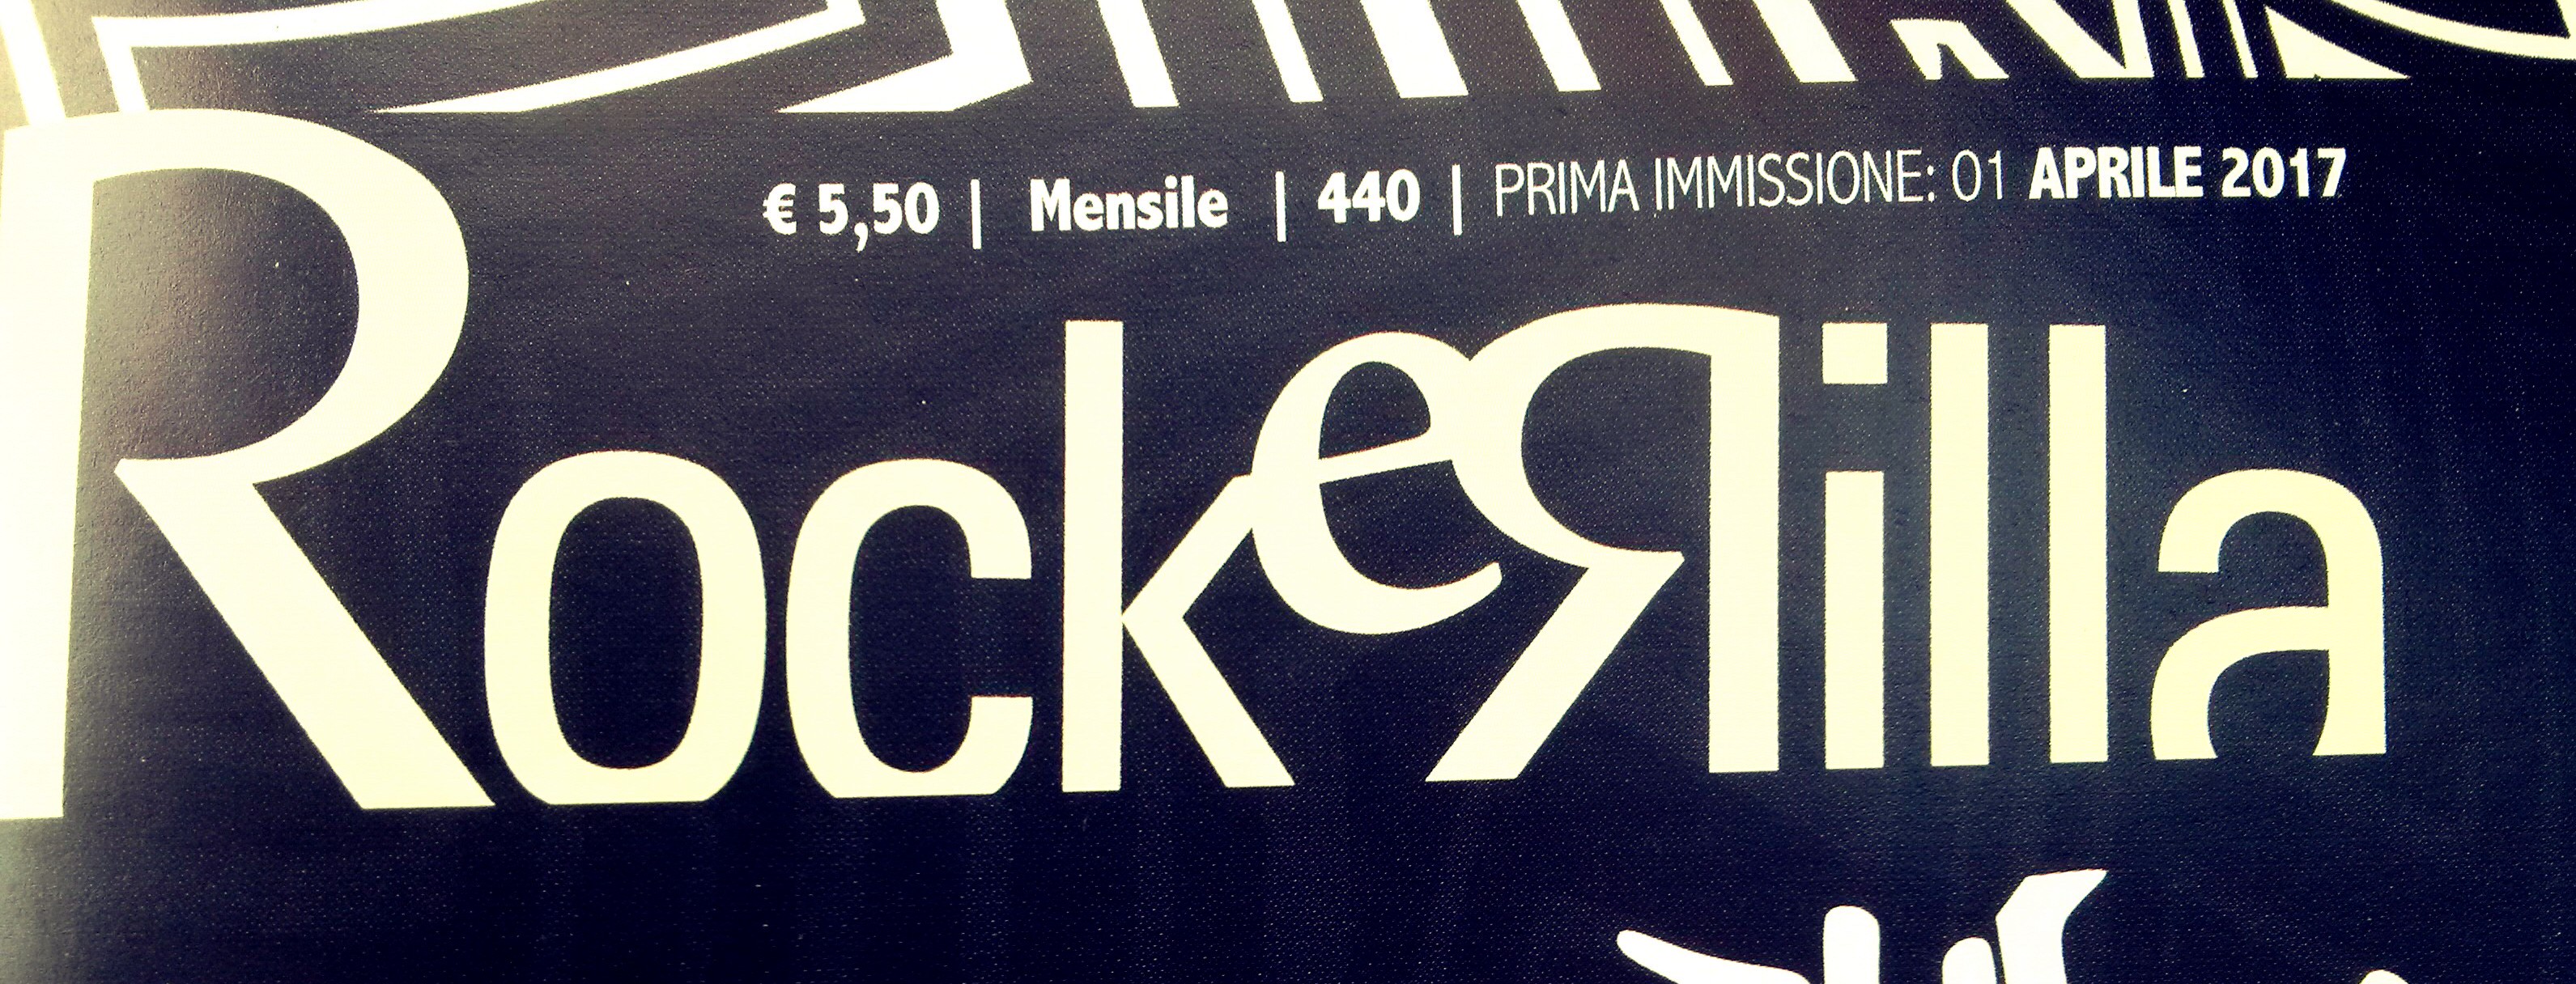 € 5,50 | Mensile | 440 | PRIMA IMMISSIONE: 01 APRILE 2017
RockeRilla